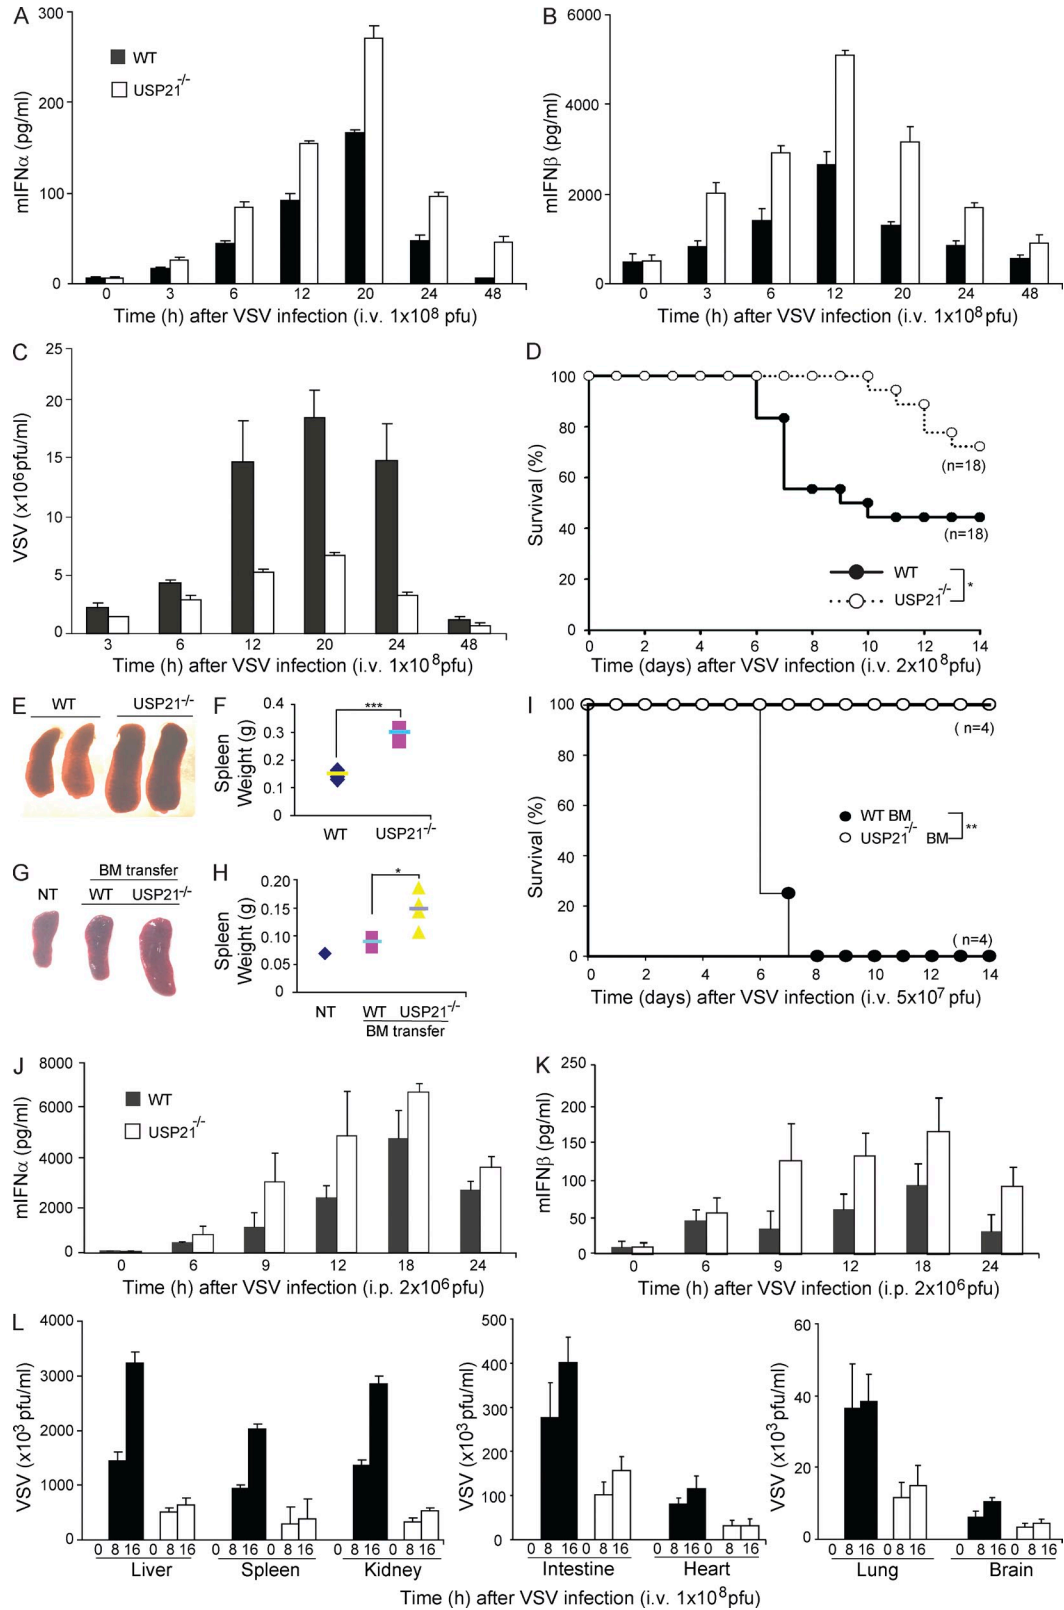 A
300
200
100
0
mIFNα (pg/ml)
WT
USP21-/-
0 3 6 12 20 24 48
Time (h) after VSV infection (i.v. 1x10⁸ pfu)
B
6000
4000
2000
0
mIFNβ (pg/ml)
0 3 6 12 20 24 48
Time (h) after VSV infection (i.v. 1x10⁸ pfu)
C
25
20
15
10
5
0
VSV (x10⁶pfu/ml)
3 6 12 20 24 48
Time (h) after VSV infection (i.v. 1x10⁸pfu)
D
100
80
60
40
20
0
Survival (%)
(n=18)
(n=18)
WT
USP21-/-
*
0 2 4 6 8 10 12 14
Time (days) after VSV infection (i.v. 2x10⁸pfu)
E
WT USP21-/-
F
0.4
0.3
0.2
0.1
0
Spleen
Weight (g)
***
WT USP21-/-
G
BM transfer
NT WT USP21-/-
H
0.20
0.15
0.10
0.05
Spleen
Weight (g)
*
NT WT USP21-/-
BM transfer
I
100
80
60
40
20
0
Survival (%)
( n=4)
WT BM
USP21-/- BM
**
( n=4)
0 2 4 6 8 10 12 14
Time (days) after VSV infection (i.v. 5x10⁷ pfu)
J
8000
6000
4000
2000
0
mIFNα (pg/ml)
WT
USP21-/-
0 6 9 12 18 24
Time (h) after VSV infection (i.p. 2x10⁶pfu)
K
250
200
150
100
50
0
mIFNβ (pg/ml)
0 6 9 12 18 24
Time (h) after VSV infection (i.p. 2x10⁶pfu)
L
4000
3000
2000
1000
0
VSV (x10³pfu/ml)
0 8 16 0 8 16 0 8 16 0 8 16 0 8 16 0 8 16
Liver Spleen Kidney
500
400
300
200
100
0
VSV (x10³pfu/ml)
0 8 16 0 8 16 0 8 16 0 8 16
Intestine Heart
60
40
20
0
VSV (x10³pfu/ml)
0 8 16 0 8 16 0 8 16 0 8 16
Lung Brain
Time (h) after VSV infection (i.v. 1x10⁸pfu)